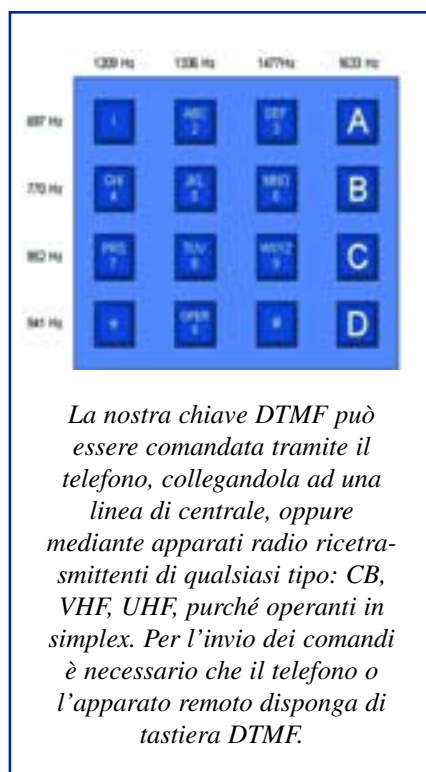 1209 Hz 1336 Hz 1477Hz 1633 Hz
697 Hz 1 ABC DEF A
2 3
770 Hz GHI JKL MNO B
4 5 6
852 Hz PRS TUV WXYZ C
7 8 9
941 Hz * OPER # D
0
La nostra chiave DTMF può
essere comandata tramite il
telefono, collegandola ad una
linea di centrale, oppure
mediante apparati radio ricetra-
smittenti di qualsiasi tipo: CB,
VHF, UHF, purché operanti in
simplex. Per l'invio dei comandi
è necessario che il telefono o
l'apparato remoto disponga di
tastiera DTMF.